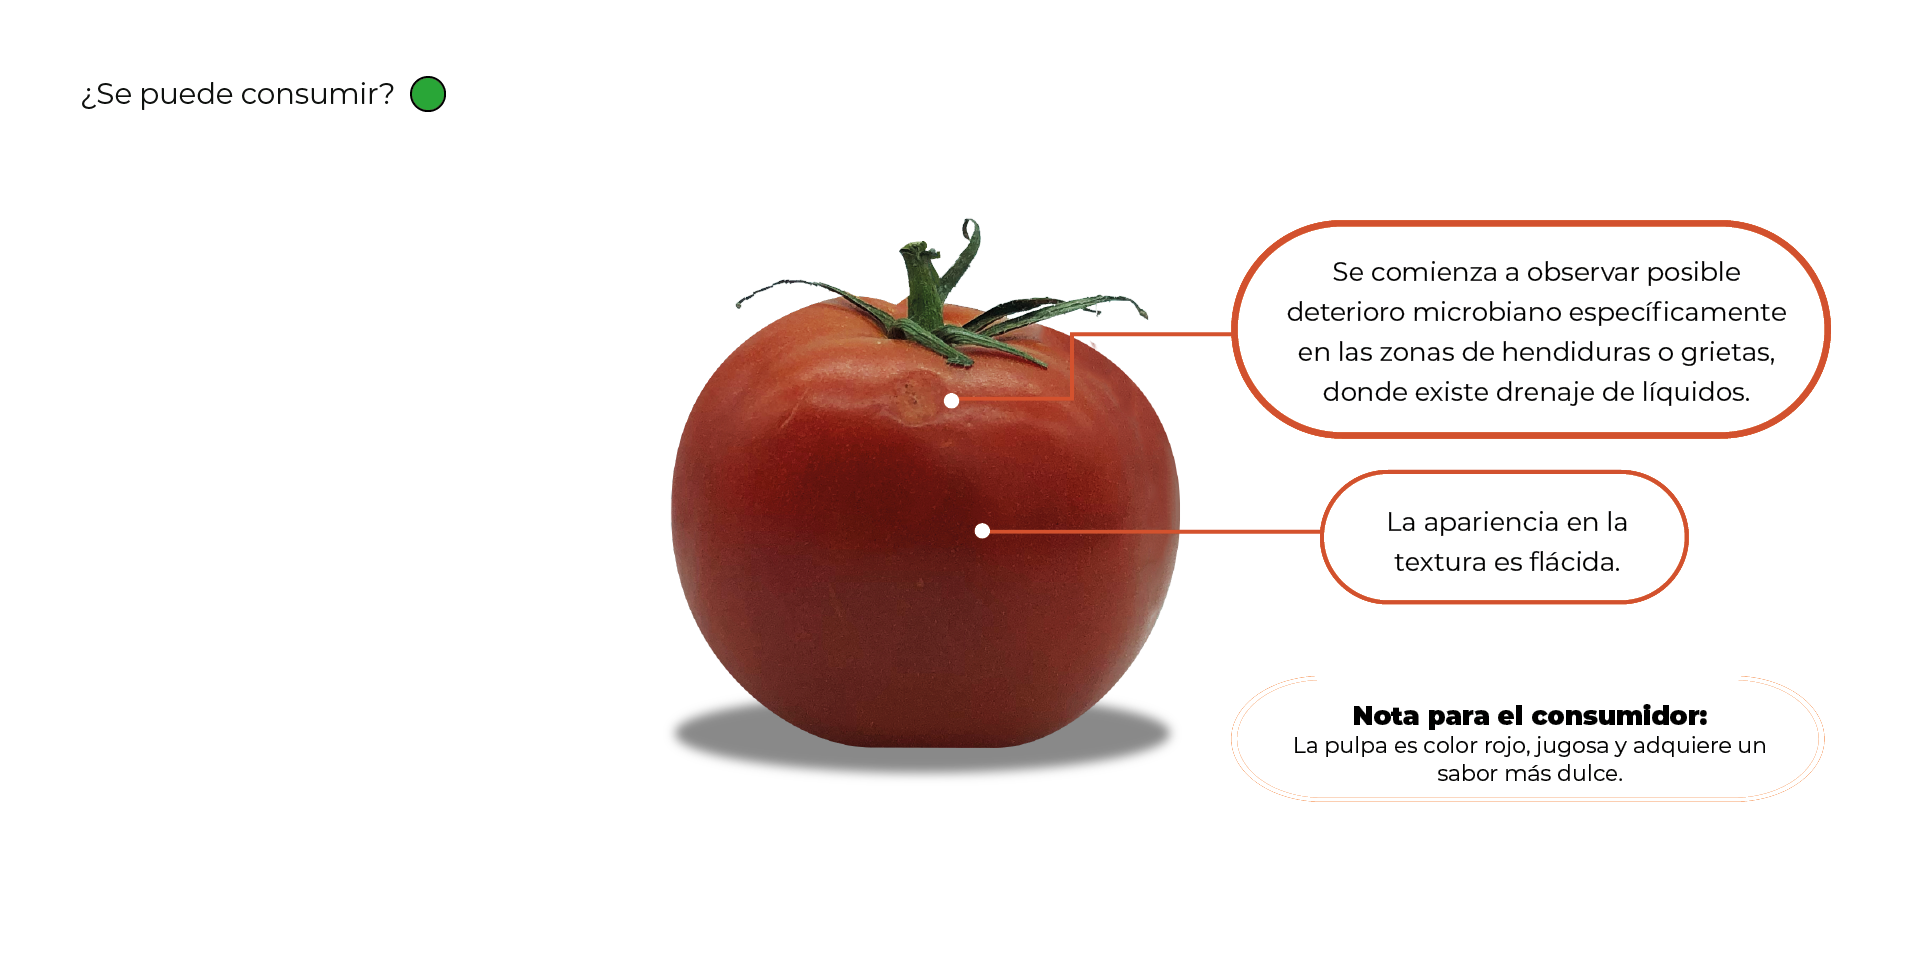 ¿Se puede consumir?
Se comienza a observar posible
deterioro microbiano específicamente
en las zonas de hendiduras o grietas,
donde existe drenaje de líquidos.
La apariencia en la
textura es flácida.
Nota para el consumidor:
La pulpa es color rojo, jugosa y adquiere un
sabor más dulce.